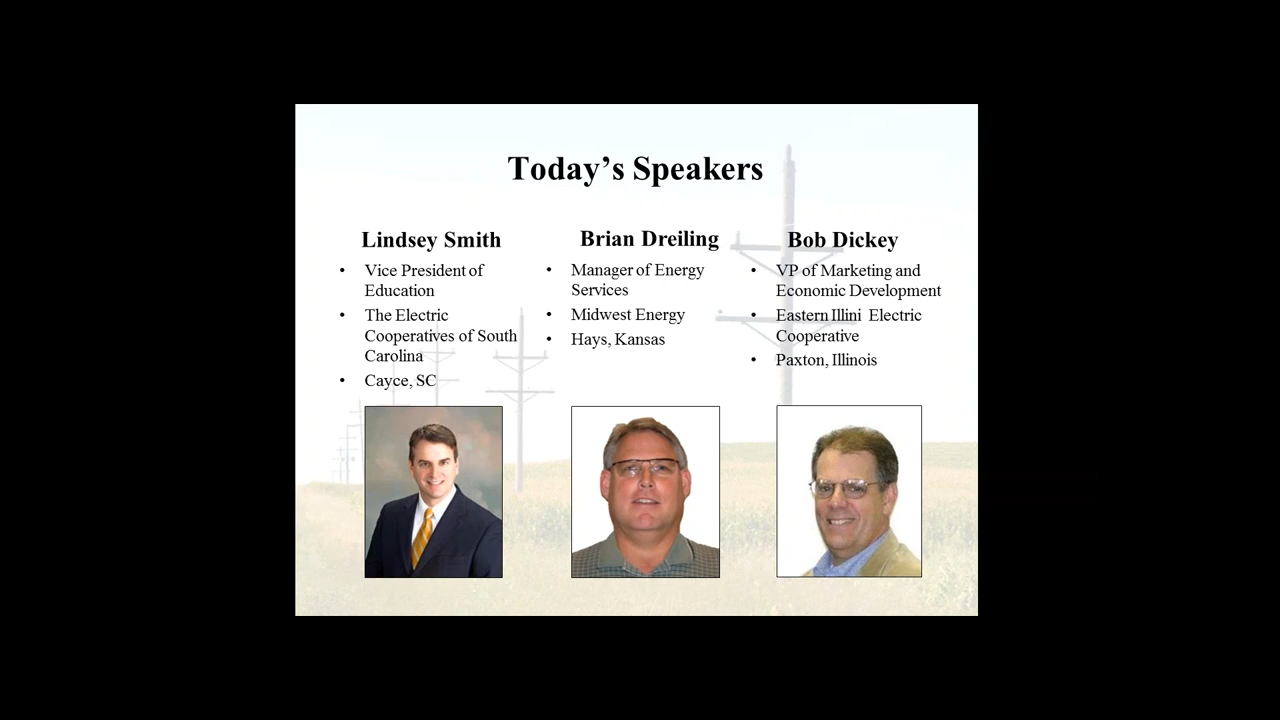 Today’s Speakers
Lindsey Smith
• Vice President of
Education
• The Electric
Cooperatives of South
Carolina
• Cayce, SC
Brian Dreiling
• Manager of Energy
Services
• Midwest Energy
• Hays, Kansas
Bob Dickey
• VP of Marketing and
Economic Development
• Eastern Illini Electric
Cooperative
• Paxton, Illinois